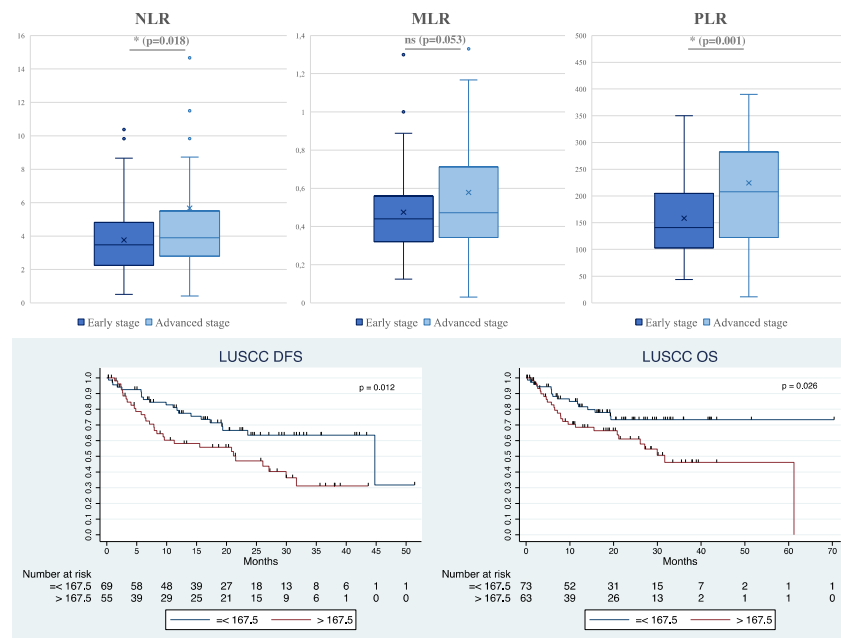 NLR
* (p=0.018)
16
14
12
10
8
6
4
2
0
Early stage Advanced stage
MLR
ns (p=0.053)
1,4
1,2
1
0,8
0,6
0,4
0,2
0
Early stage Advanced stage
PLR
* (p=0.001)
500
450
400
350
300
250
200
150
100
50
0
Early stage Advanced stage
LUSCC DFS
p = 0.012
1.0
0.9
0.8
0.7
0.6
0.5
0.4
0.3
0.2
0.1
0.0
0 5 10 15 20 25 30 35 40 45 50
Months
Number at risk
=< 167.5 69 58 48 39 27 18 13 8 6 1 1
> 167.5 55 39 29 25 21 15 9 6 1 0 0
=< 167.5 > 167.5
LUSCC OS
p = 0.026
1.0
0.9
0.8
0.7
0.6
0.5
0.4
0.3
0.2
0.1
0.0
0 10 20 30 40 50 60 70
Months
Number at risk
=< 167.5 73 52 31 15 7 2 1 1
> 167.5 63 39 26 13 2 1 1 0
=< 167.5 > 167.5